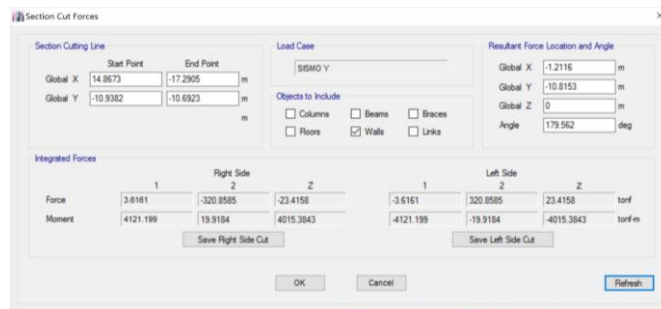 Section Cut Forces
Section Cutting Line
Start Point End Point
Global X 14.8673 -17.2905 m
Global Y -10.9382 -10.6923 m
m
Load Case
SISMO Y
Objects to Include
Columns Beams Braces
Floors Walls Links
Resultant Force Location and Angle
Global X -1.2116 m
Global Y -10.8153 m
Global Z 0 m
Angle 179.562 deg
Integrated Forces
Right Side Left Side
1 2 Z 1 2 Z
Force 3.6161 -320.8585 -23.4158 -3.6161 320.8585 23.4158 tonf
Moment 4121.199 19.9184 4015.3843 -4121.199 -19.9184 -4015.3843 tonf-m
Save Right Side Cut Save Left Side Cut
OK Cancel Refresh